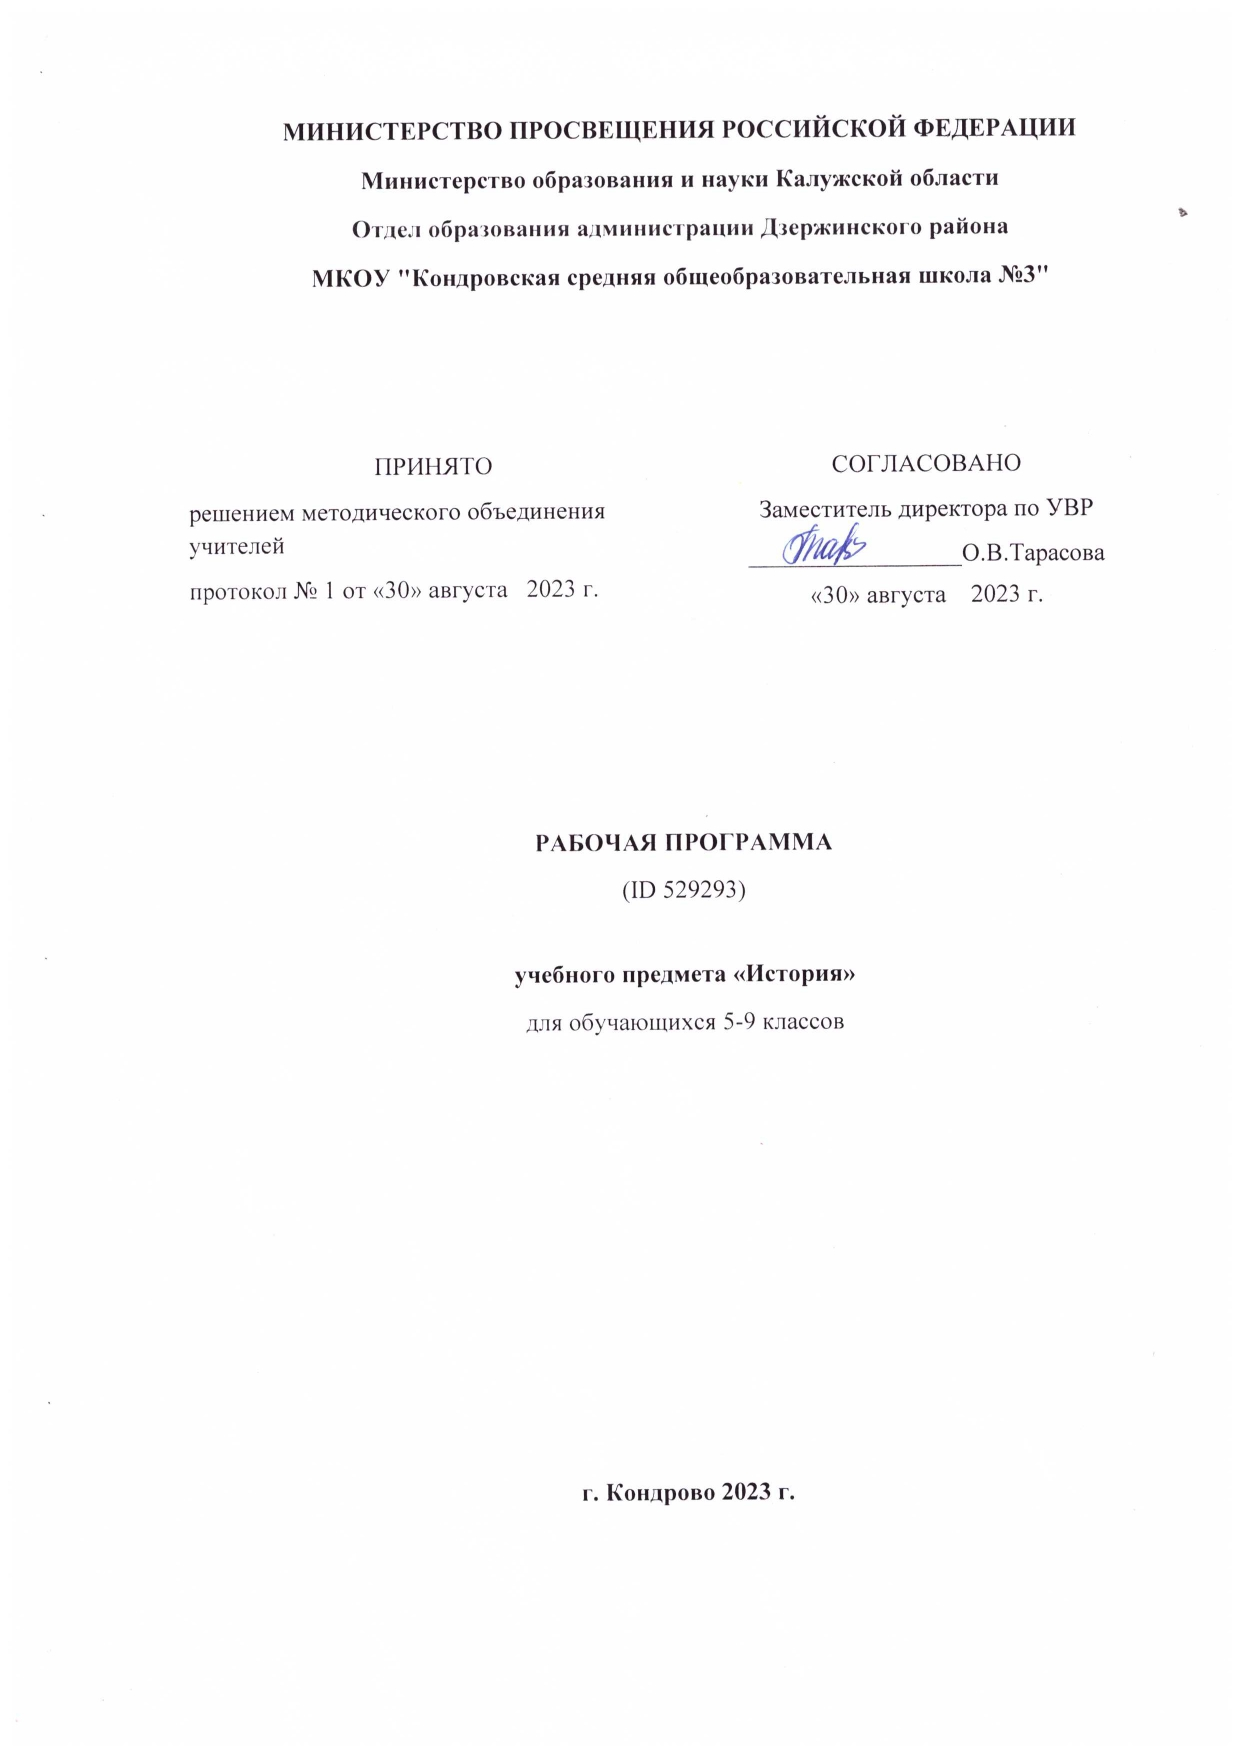 МИНИСТЕРСТВО ПРОСВЕЩЕНИЯ РОССИЙСКОЙ ФЕДЕРАЦИИ
Министерство образования и науки Калужской области
Отдел образования администрации Дзержинского района
МКОУ "Кондровская средняя общеобразовательная школа №3"
ПРИНЯТО
решением методического объединения
учителей
протокол № 1 от «30» августа 2023 г.
СОГЛАСОВАНО
Заместитель директора по УВР
О.В.Тарасова
«30» августа 2023 г.
РАБОЧАЯ ПРОГРАММА
(ID 529293)
учебного предмета «История»
для обучающихся 5-9 классов
г. Кондрово 2023 г.